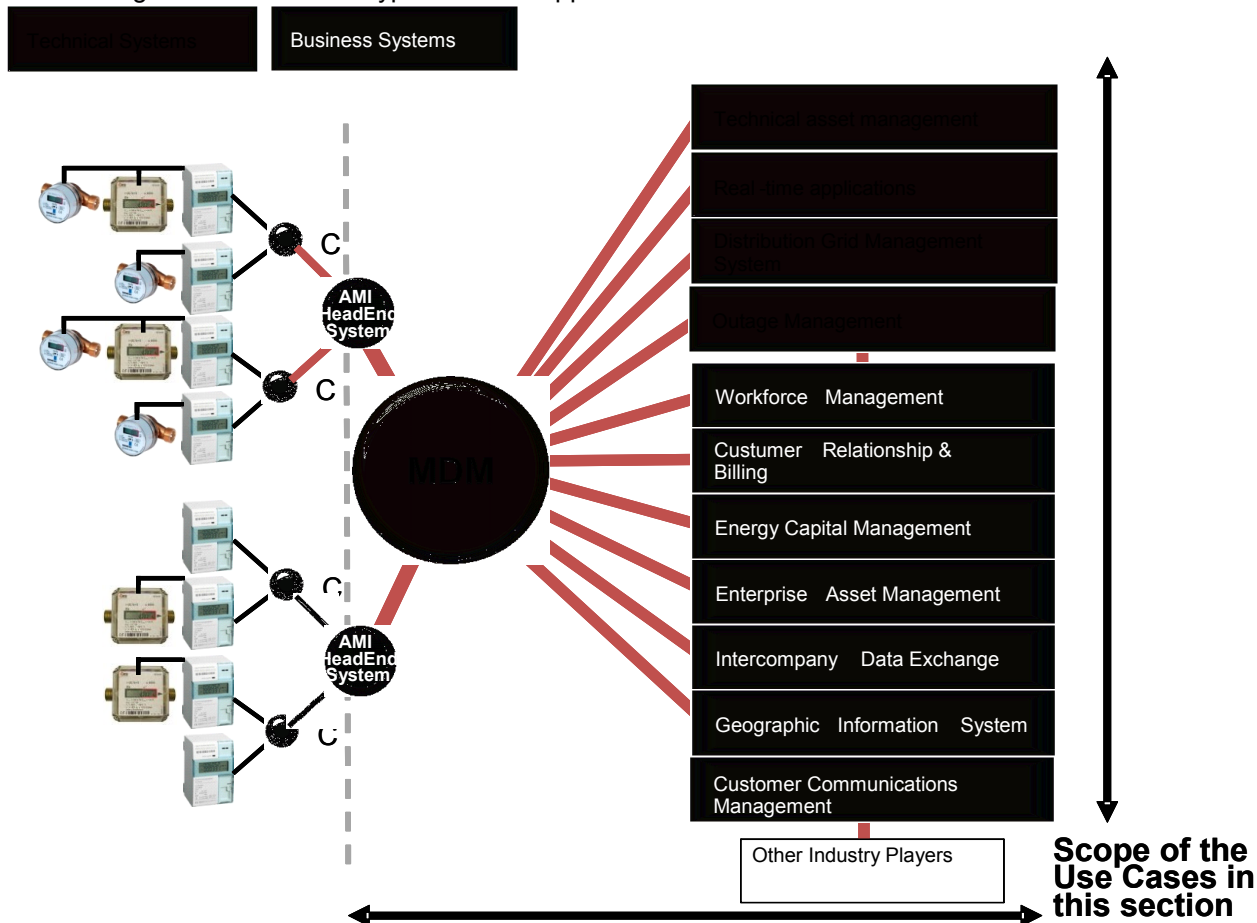 Technical Systems
Business Systems
Technical asset management
Real -time applications
Distribution Grid Management
System
Outage Management
Workforce Management
Custumer Relationship &
Billing
Energy Capital Management
Enterprise Asset Management
Intercompany Data Exchange
Geographic Information System
Customer Communications
Management
Other Industry Players
C
C
C
C
AMI
HeadEnd
System
MDM
AMI
HeadEnd
System
Scope of the
Use Cases in
this section